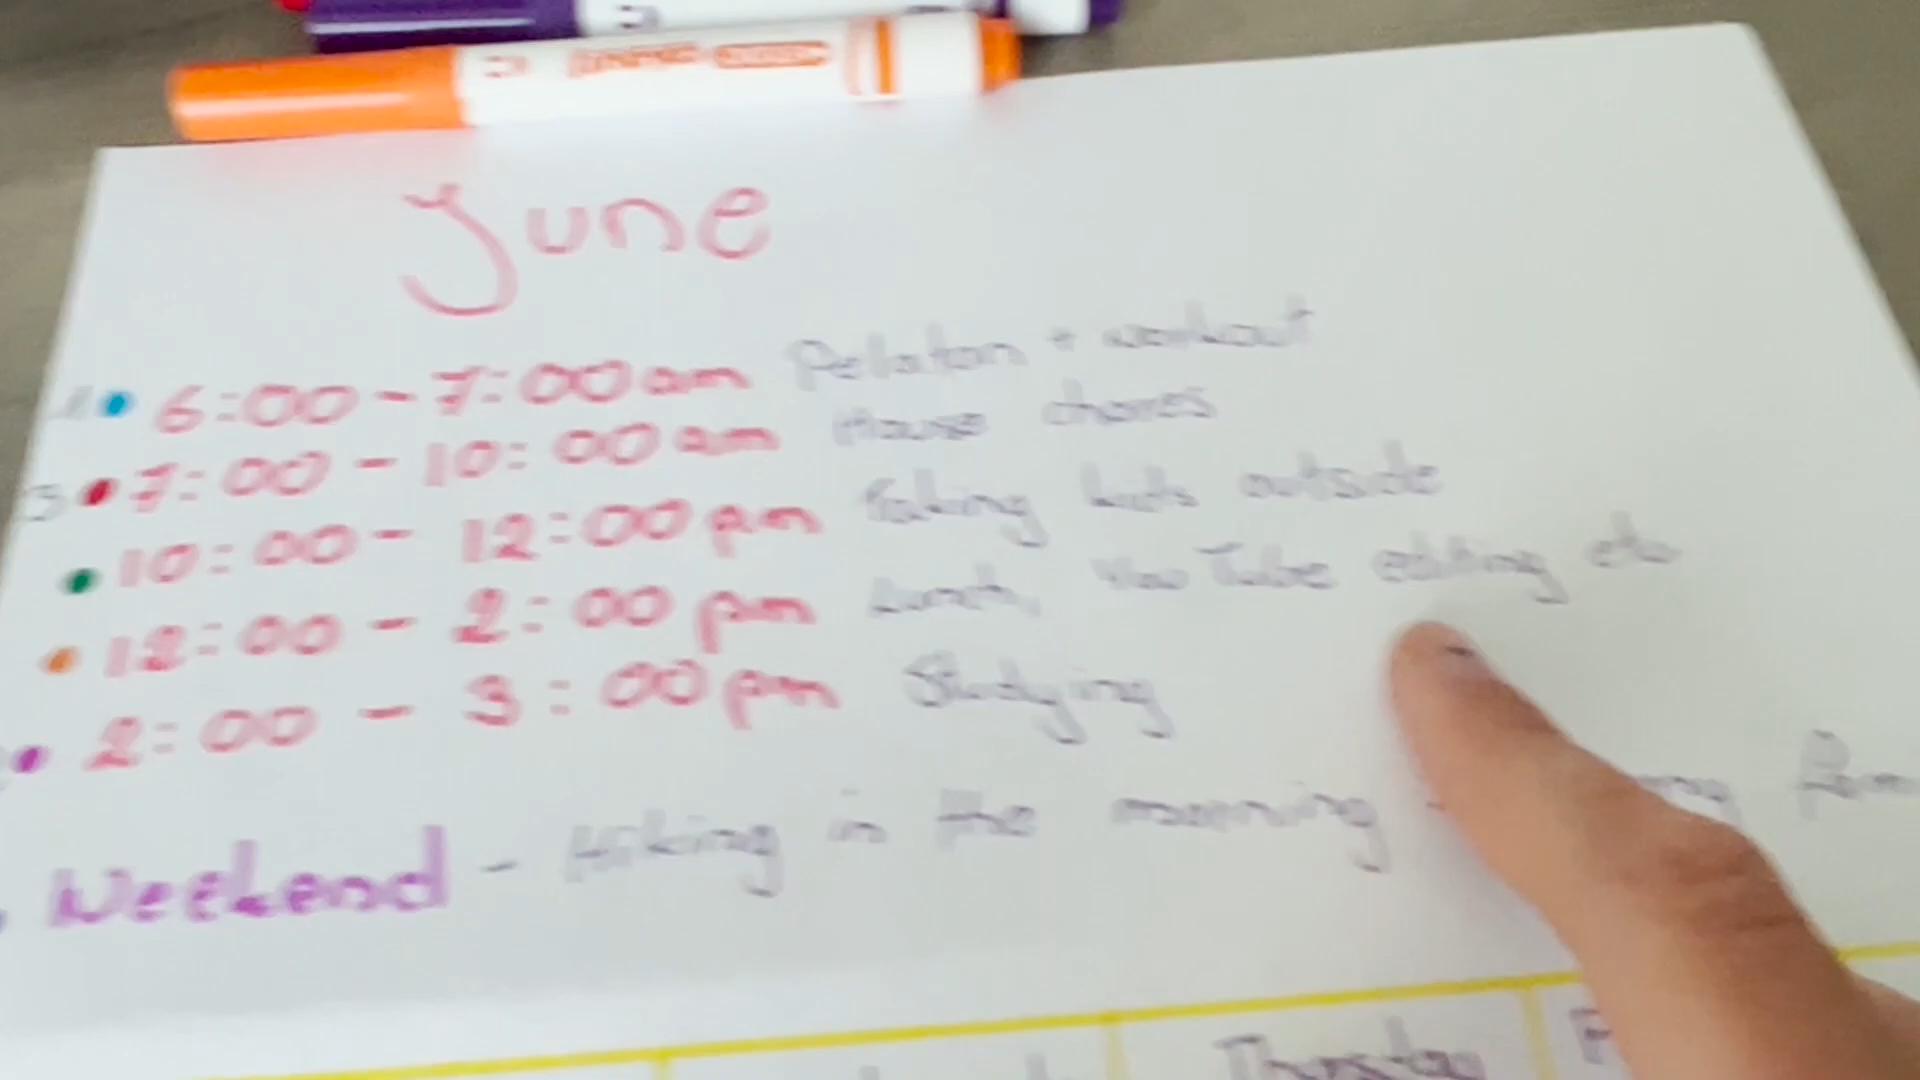 June
6:00 - 7:00 am Pelaton + workout
7:00 - 10:00 am House chores
10:00 - 12:00 pm Taking kids outside
12:00 - 2:00 pm Lunch, YouTube editing etc
2:00 - 3:00 pm Studying
Weekend - Hiking in the morning
Thursday